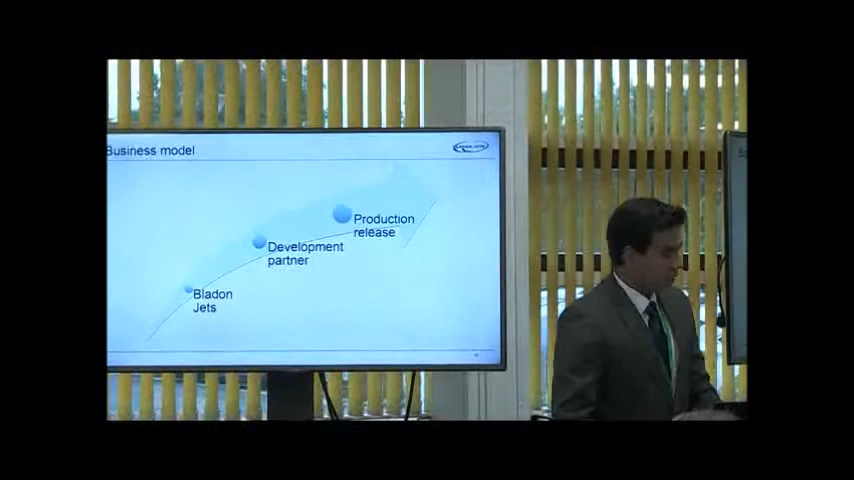 Business model
Production
release
Development
partner
Bladon
Jets